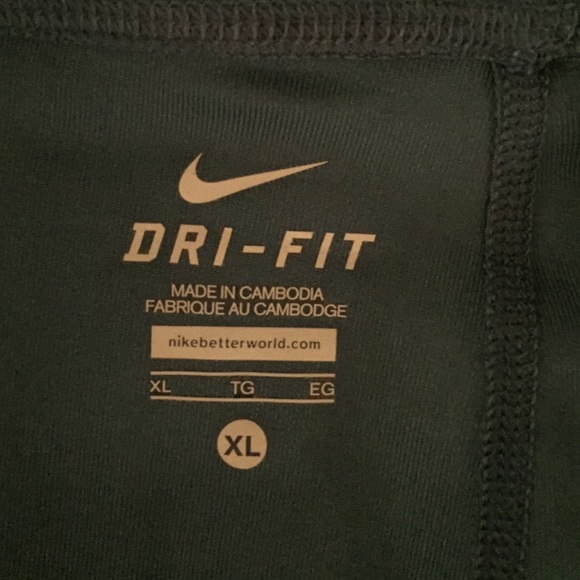 DRI-FIT
MADE IN CAMBODIA
FABRIQUE AU CAMBODGE
nikebetterworld.com
XL TG EG
XL